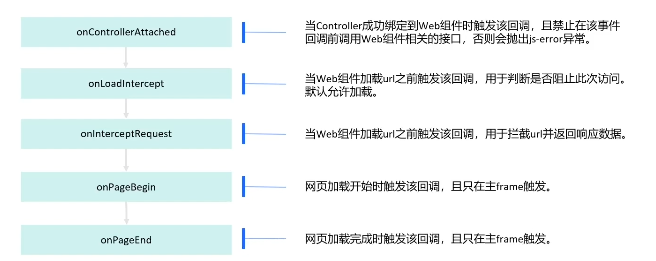 onControllerAttached
当Controller成功绑定到Web组件时触发该回调，且禁止在该事件
回调前调用Web组件相关的接口，否则会抛出js-error异常。
onLoadIntercept
当Web组件加载url之前触发该回调，用于判断是否阻止此次访问。
默认允许加载。
onInterceptRequest
当Web组件加载url之前触发该回调，用于拦截url并返回响应数据。
onPageBegin
网页加载开始时触发该回调，且只在主frame触发。
onPageEnd
网页加载完成时触发该回调，且只在主frame触发。